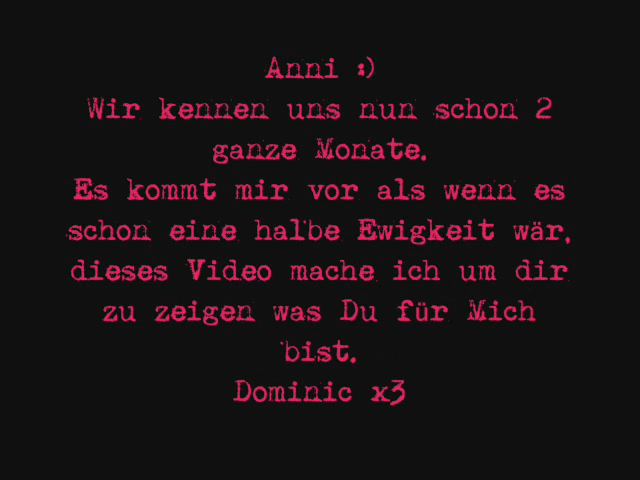 Anni :)
Wir kennen uns nun schon 2
ganze Monate.
Es kommt mir vor als wenn es
schon eine halbe Ewigkeit wär,
dieses Video mache ich um dir
zu zeigen was Du für Mich
bist.
Dominic x3